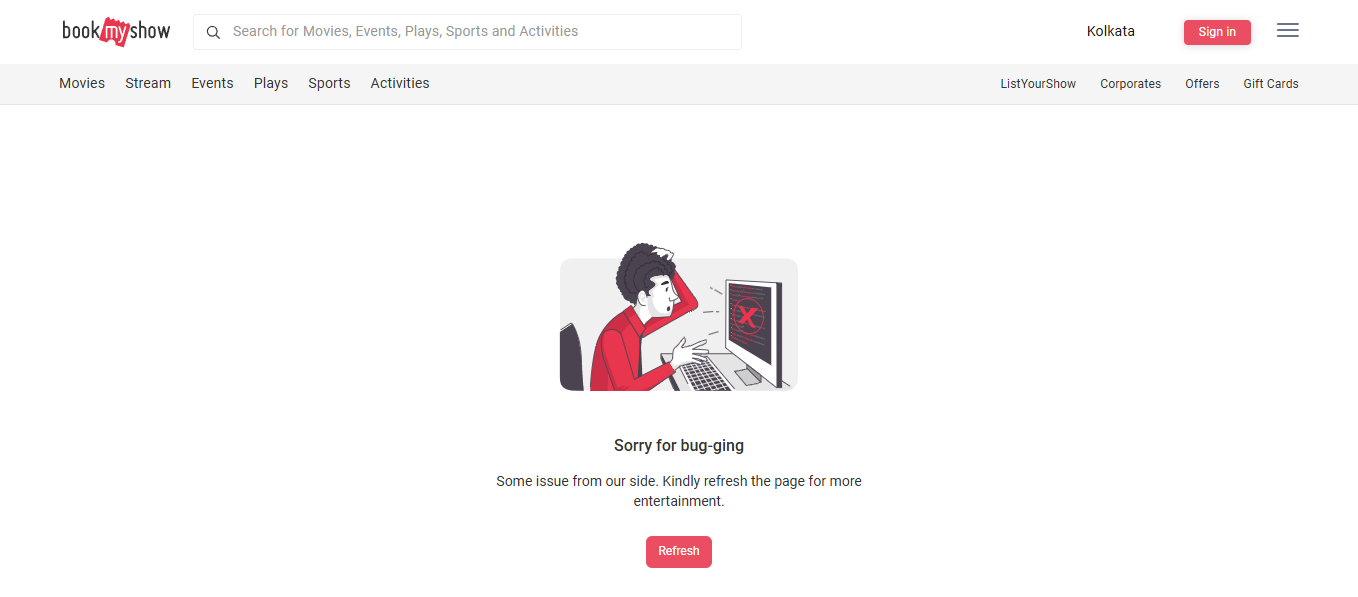 bookmyshow
Search for Movies, Events, Plays, Sports and Activities
Kolkata
Sign in
Movies Stream Events Plays Sports Activities
ListYourShow Corporates Offers Gift Cards
X
Sorry for bug-ging
Some issue from our side. Kindly refresh the page for more
entertainment.
Refresh